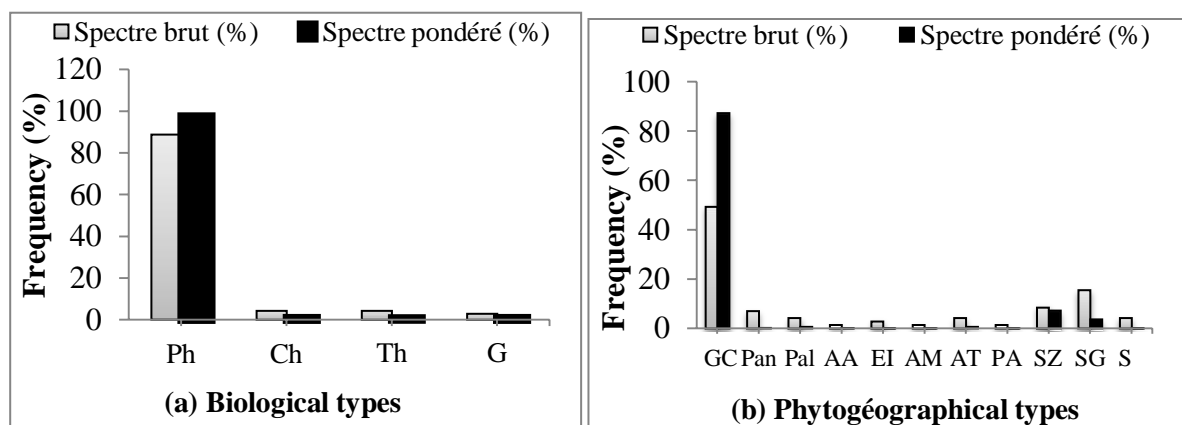 Spectre brut (%) Spectre pondéré (%)
120
100
80
60
40
20
0
Frequency (%)
Ph Ch Th G
(a) Biological types
Spectre brut (%) Spectre pondéré (%)
100
80
60
40
20
0
Frequency (%)
GC Pan Pal AA EI AM AT PA SZ SG S
(b) Phytogéographical types